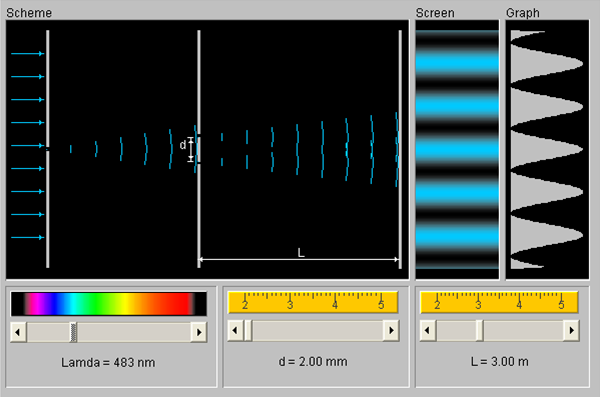 Scheme
Screen
Graph
d
L
2 3 4 5
2 3 4 5
Lamda = 483 nm
d = 2.00 mm
L = 3.00 m